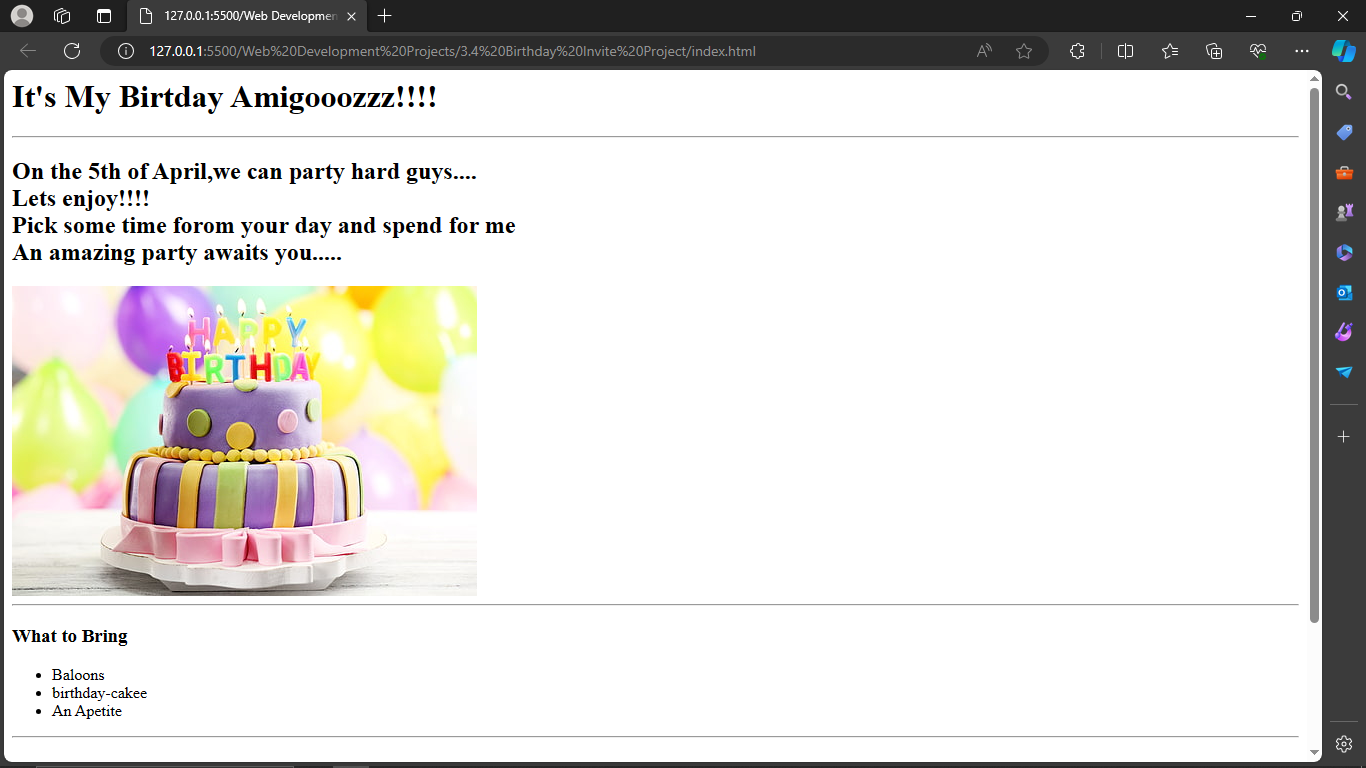 127.0.0.1:5500/Web Developmen
127.0.0.1:5500/Web%20Development%20Projects/3.4%20Birthday%20Invite%20Project/index.html
It's My Birtday Amigooozzz!!!!
On the 5th of April,we can party hard guys....
Lets enjoy!!!!
Pick some time forom your day and spend for me
An amazing party awaits you.....
HAPPY
BIRTHDAY
What to Bring
Baloons
birthday-cakee
An Apetite